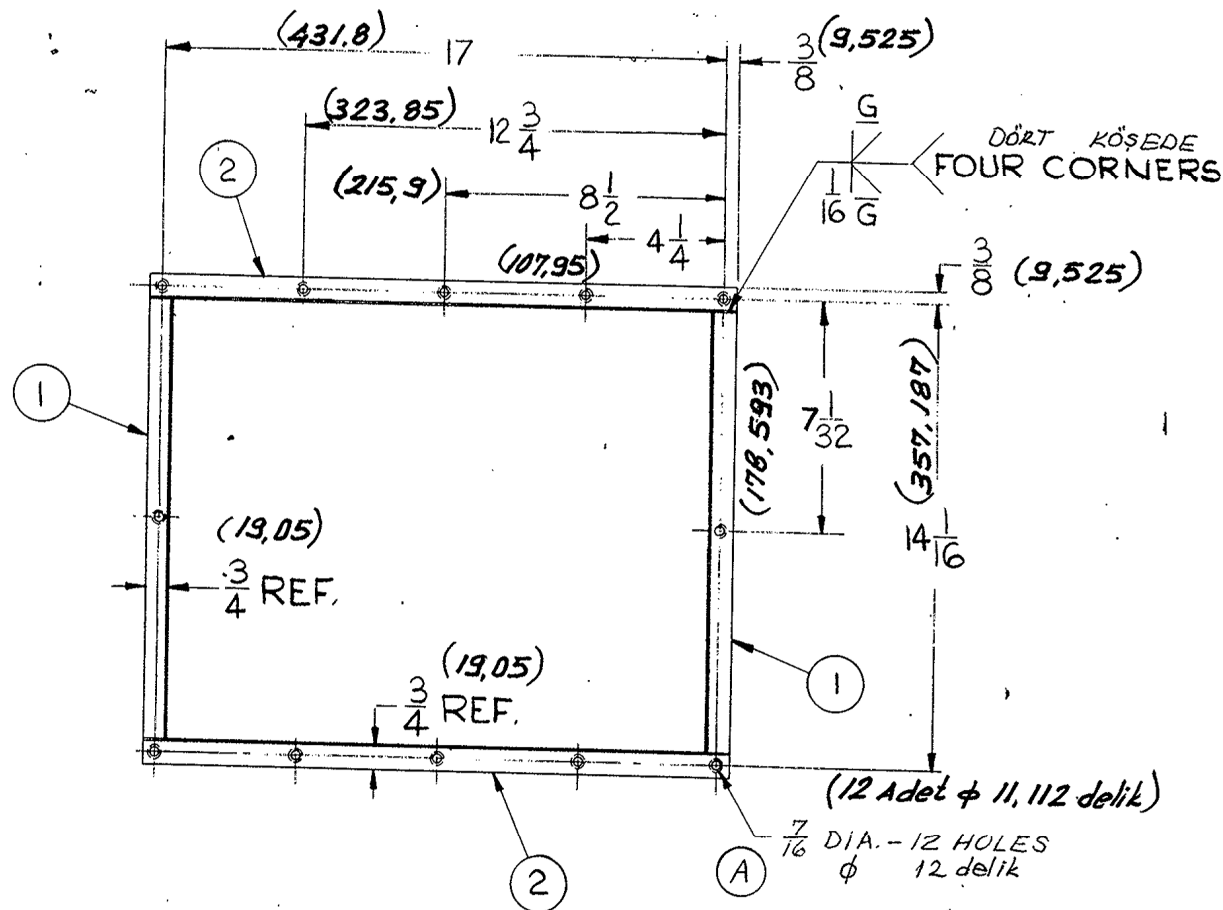 (431,8) 17
3/8 (9,525)
(323,85) 12 3/4
G
DÖRT KÖŞEDE
FOUR CORNERS
1/16 G
2
(215,9) 8 1/2
4 1/4
(107,95)
3/8 (9,525)
1
7 1/32
(178,593)
(357,187)
14 1/16
(19,05)
3/4 REF.
(19,05)
3/4 REF.
1
(12 Adet ϕ 11,112 delik)
7/16 DIA. - 12 HOLES
ϕ 12 delik
A
2